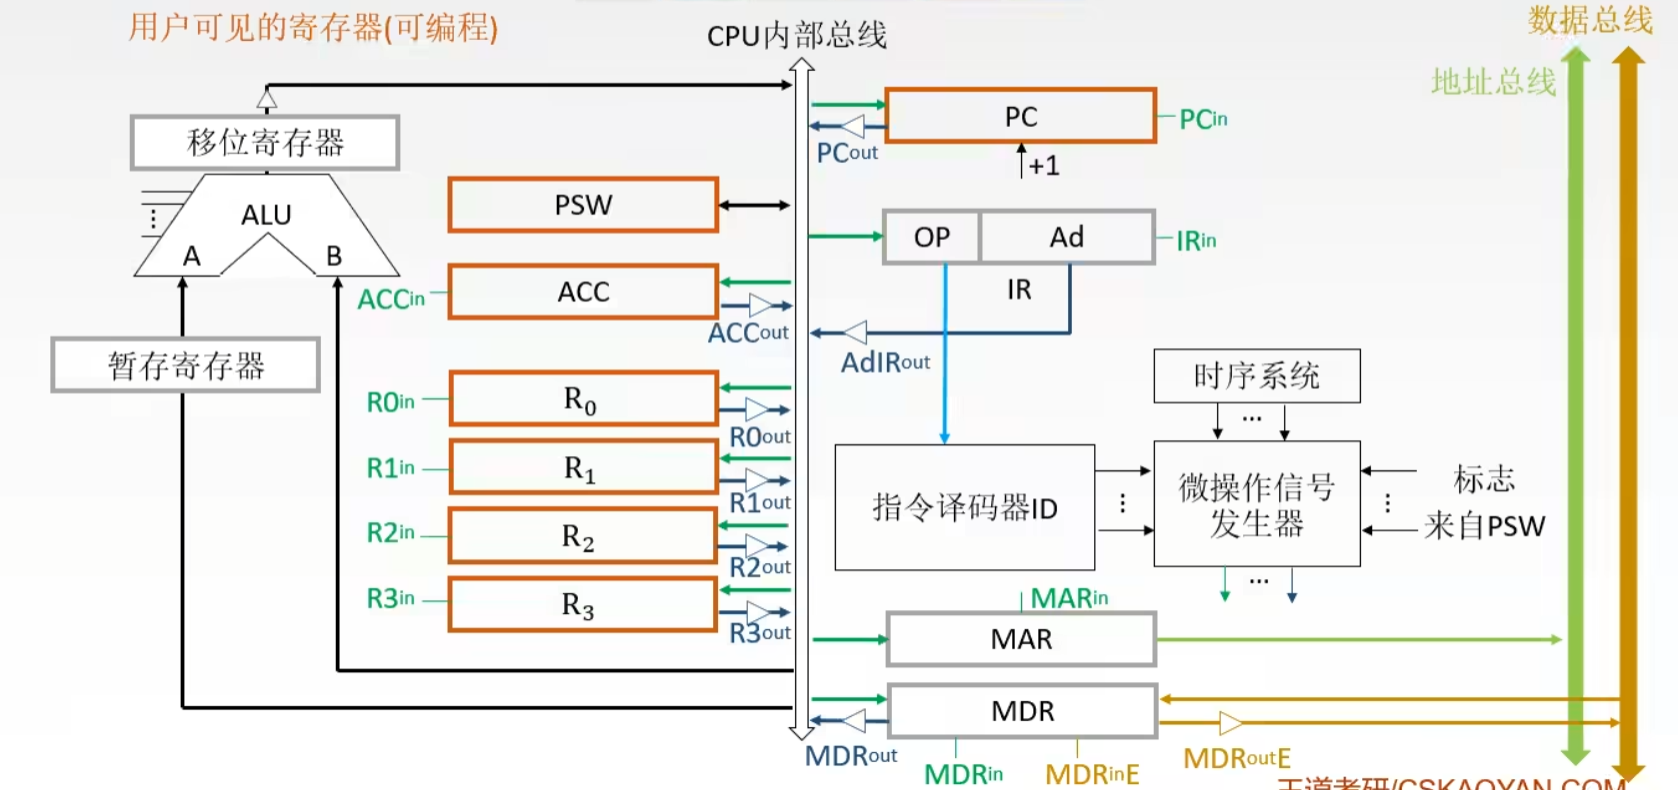 用户可见的寄存器(可编程)
CPU内部总线
数据总线
地址总线
移位寄存器
ALU
A
B
暂存寄存器
PSW
ACCin
ACC
ACCout
R0in
R0
R0out
R1in
R1
R1out
R2in
R2
R2out
R3in
R3
R3out
PC
PCin
PCout
+1
OP
Ad
IRin
IR
AdIRout
时序系统
...
指令译码器ID
⋮
微操作信号
发生器
⋮
标志
来自PSW
...
MARin
MAR
MDR
MDRout
MDRin
MDRinE
MDRoutE
王道考研/CSKAOYAN.COM